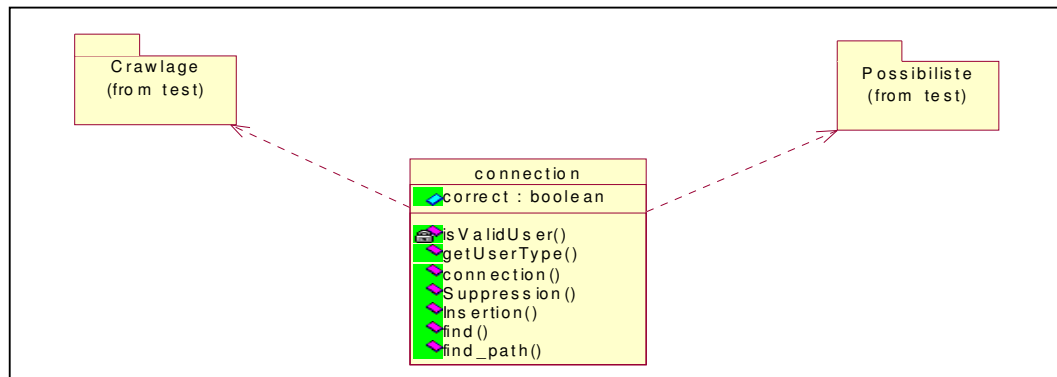 Crawlage
(from test)
Possibiliste
(from test)
connection
correct : boolean
isValidUser()
getUserType()
connection()
Suppression()
Insertion()
find()
find_path()